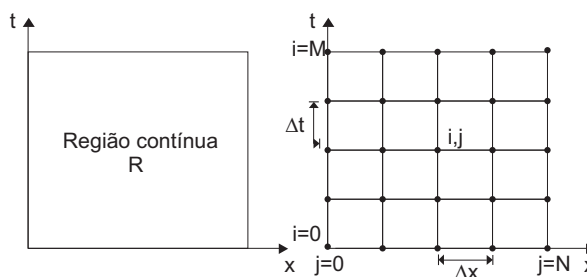 t
Região contínua
R
x
t
i=M
Δt
i,j
i=0
j=0
Δx
j=N
x